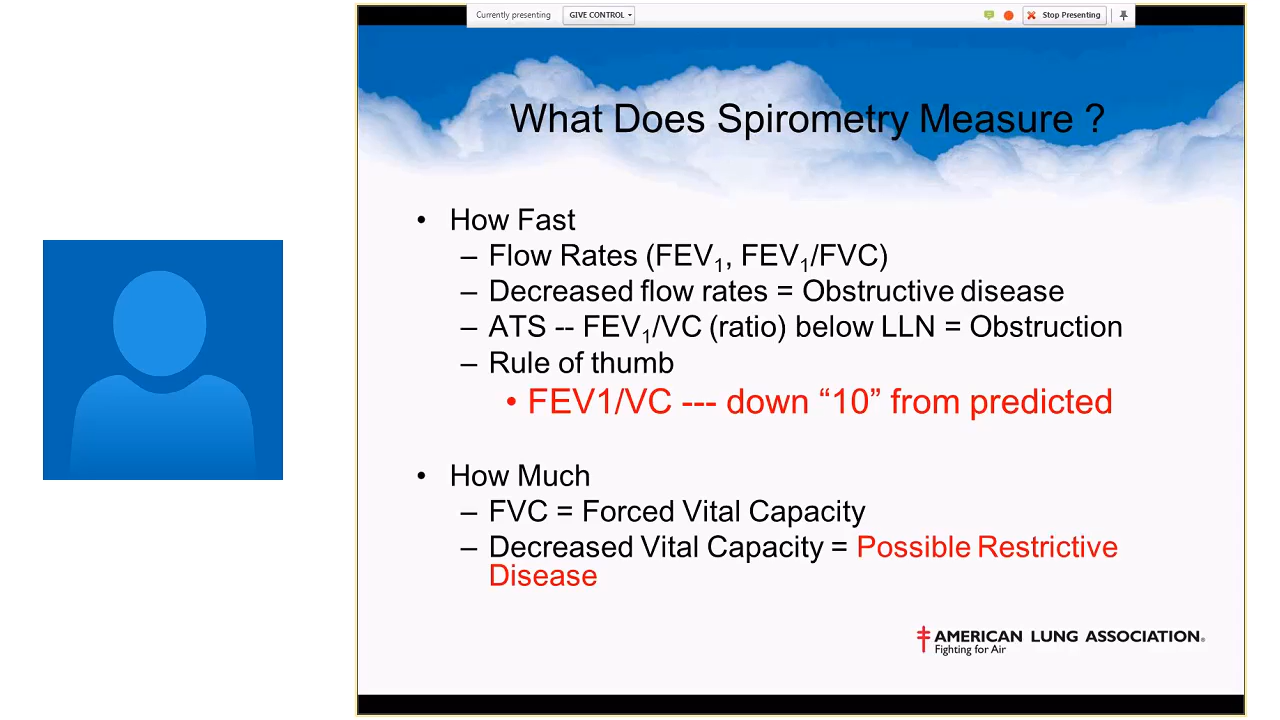 Currently presenting GIVE CONTROL Stop Presenting
What Does Spirometry Measure ?
• How Fast
– Flow Rates (FEV₁, FEV₁/FVC)
– Decreased flow rates = Obstructive disease
– ATS -- FEV₁/VC (ratio) below LLN = Obstruction
– Rule of thumb
• FEV1/VC --- down “10” from predicted
• How Much
– FVC = Forced Vital Capacity
– Decreased Vital Capacity = Possible Restrictive
Disease
AMERICAN LUNG ASSOCIATION®
Fighting for Air